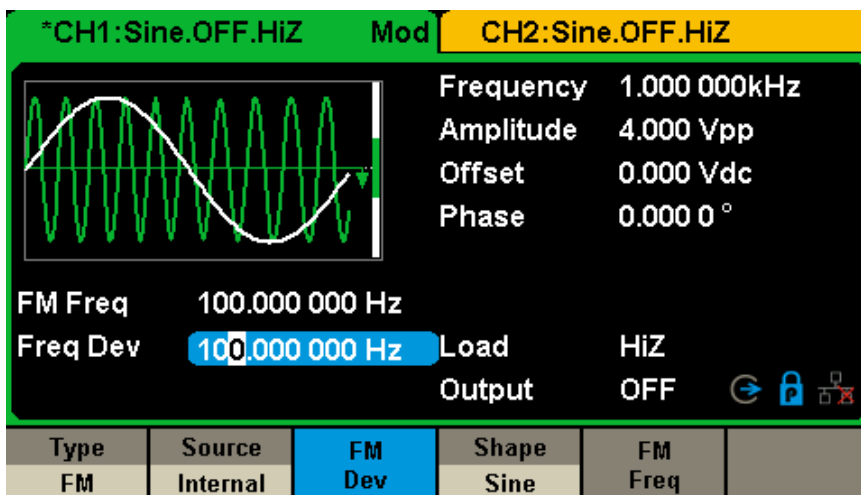 *CH1:Sine.OFF.HiZ Mod CH2:Sine.OFF.HiZ
Frequency 1.000 000kHz
Amplitude 4.000 Vpp
Offset 0.000 Vdc
Phase 0.000 0 °
FM Freq 100.000 000 Hz
Freq Dev 100.000 000 Hz Load HiZ
Output OFF P
Type Source FM Shape FM
FM Internal Dev Sine Freq